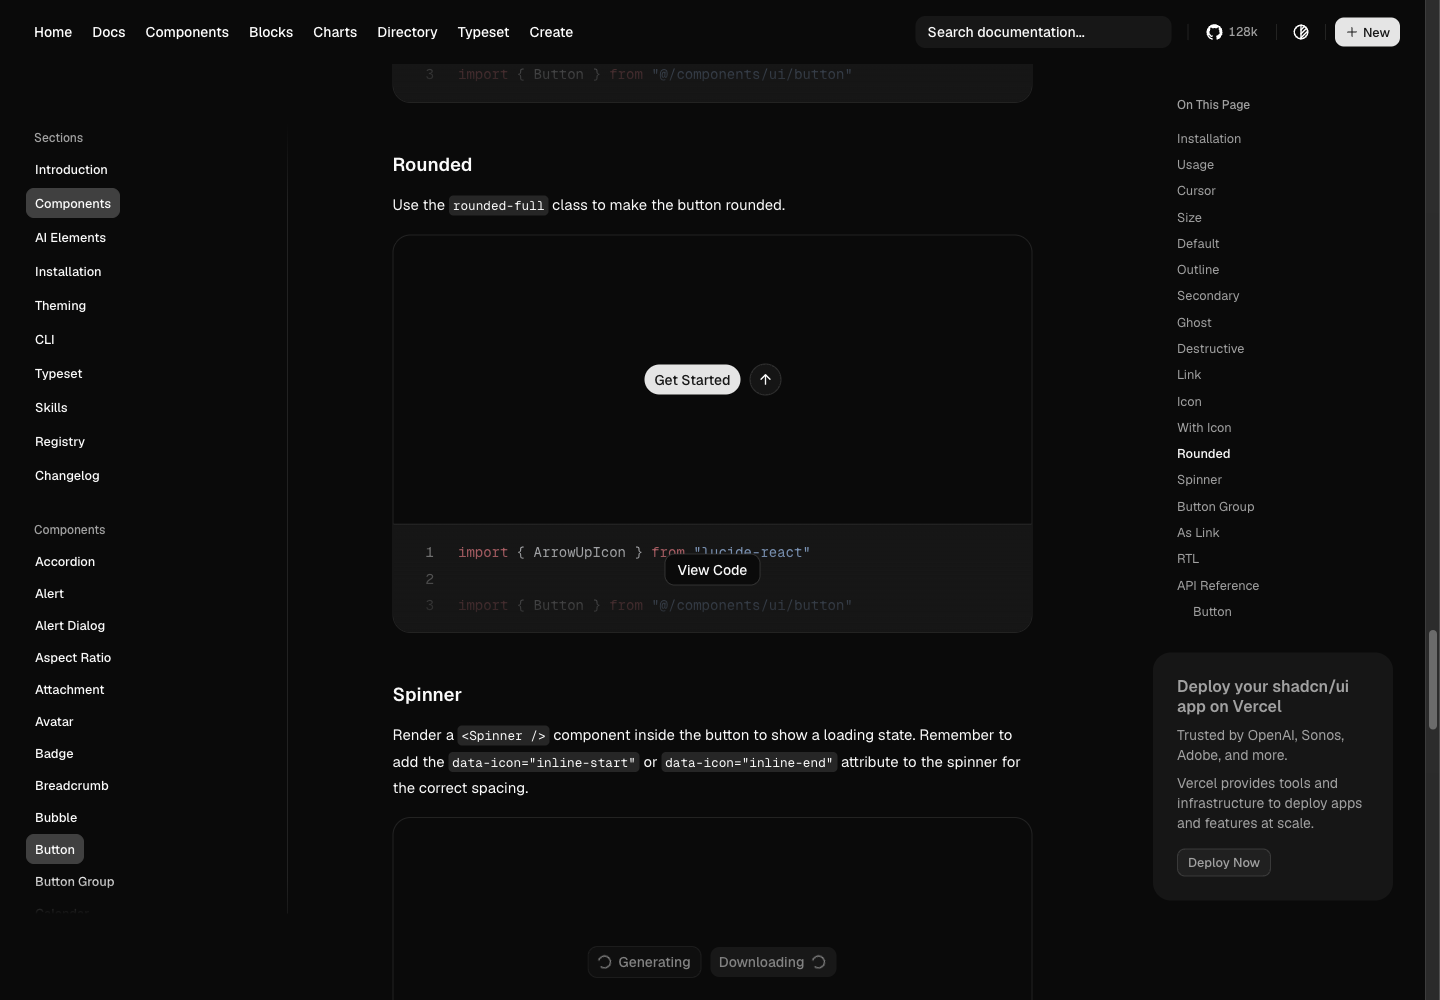 Home Docs Components Blocks Charts Directory Typeset Create
Search documentation...
128k
New
Sections
Introduction
Components
AI Elements
Installation
Theming
CLI
Typeset
Skills
Registry
Changelog
Components
Accordion
Alert
Alert Dialog
Aspect Ratio
Attachment
Avatar
Badge
Breadcrumb
Bubble
Button
Button Group
Calendar
3 import { Button } from "@/components/ui/button"
Rounded
Use the rounded-full class to make the button rounded.
Get Started
1 import { ArrowUpIcon } from "lucide-react"
View Code
2
3 import { Button } from "@/components/ui/button"
Spinner
Render a <Spinner /> component inside the button to show a loading state. Remember to
add the data-icon="inline-start" or data-icon="inline-end" attribute to the spinner for
the correct spacing.
Generating
Downloading
On This Page
Installation
Usage
Cursor
Size
Default
Outline
Secondary
Ghost
Destructive
Link
Icon
With Icon
Rounded
Spinner
Button Group
As Link
RTL
API Reference
Button
Deploy your shadcn/ui
app on Vercel
Trusted by OpenAI, Sonos,
Adobe, and more.
Vercel provides tools and
infrastructure to deploy apps
and features at scale.
Deploy Now